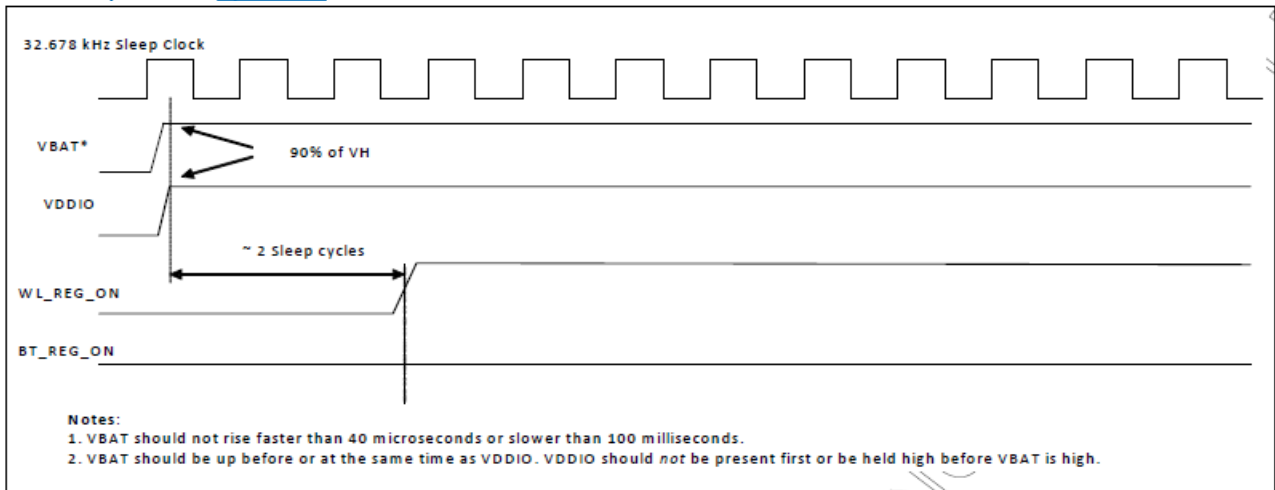 32.678 kHz Sleep Clock
VBAT*
90% of VH
VDDIO
~ 2 Sleep cycles
WL_REG_ON
BT_REG_ON
Notes:
1. VBAT should not rise faster than 40 microseconds or slower than 100 milliseconds.
2. VBAT should be up before or at the same time as VDDIO. VDDIO should not be present first or be held high before VBAT is high.